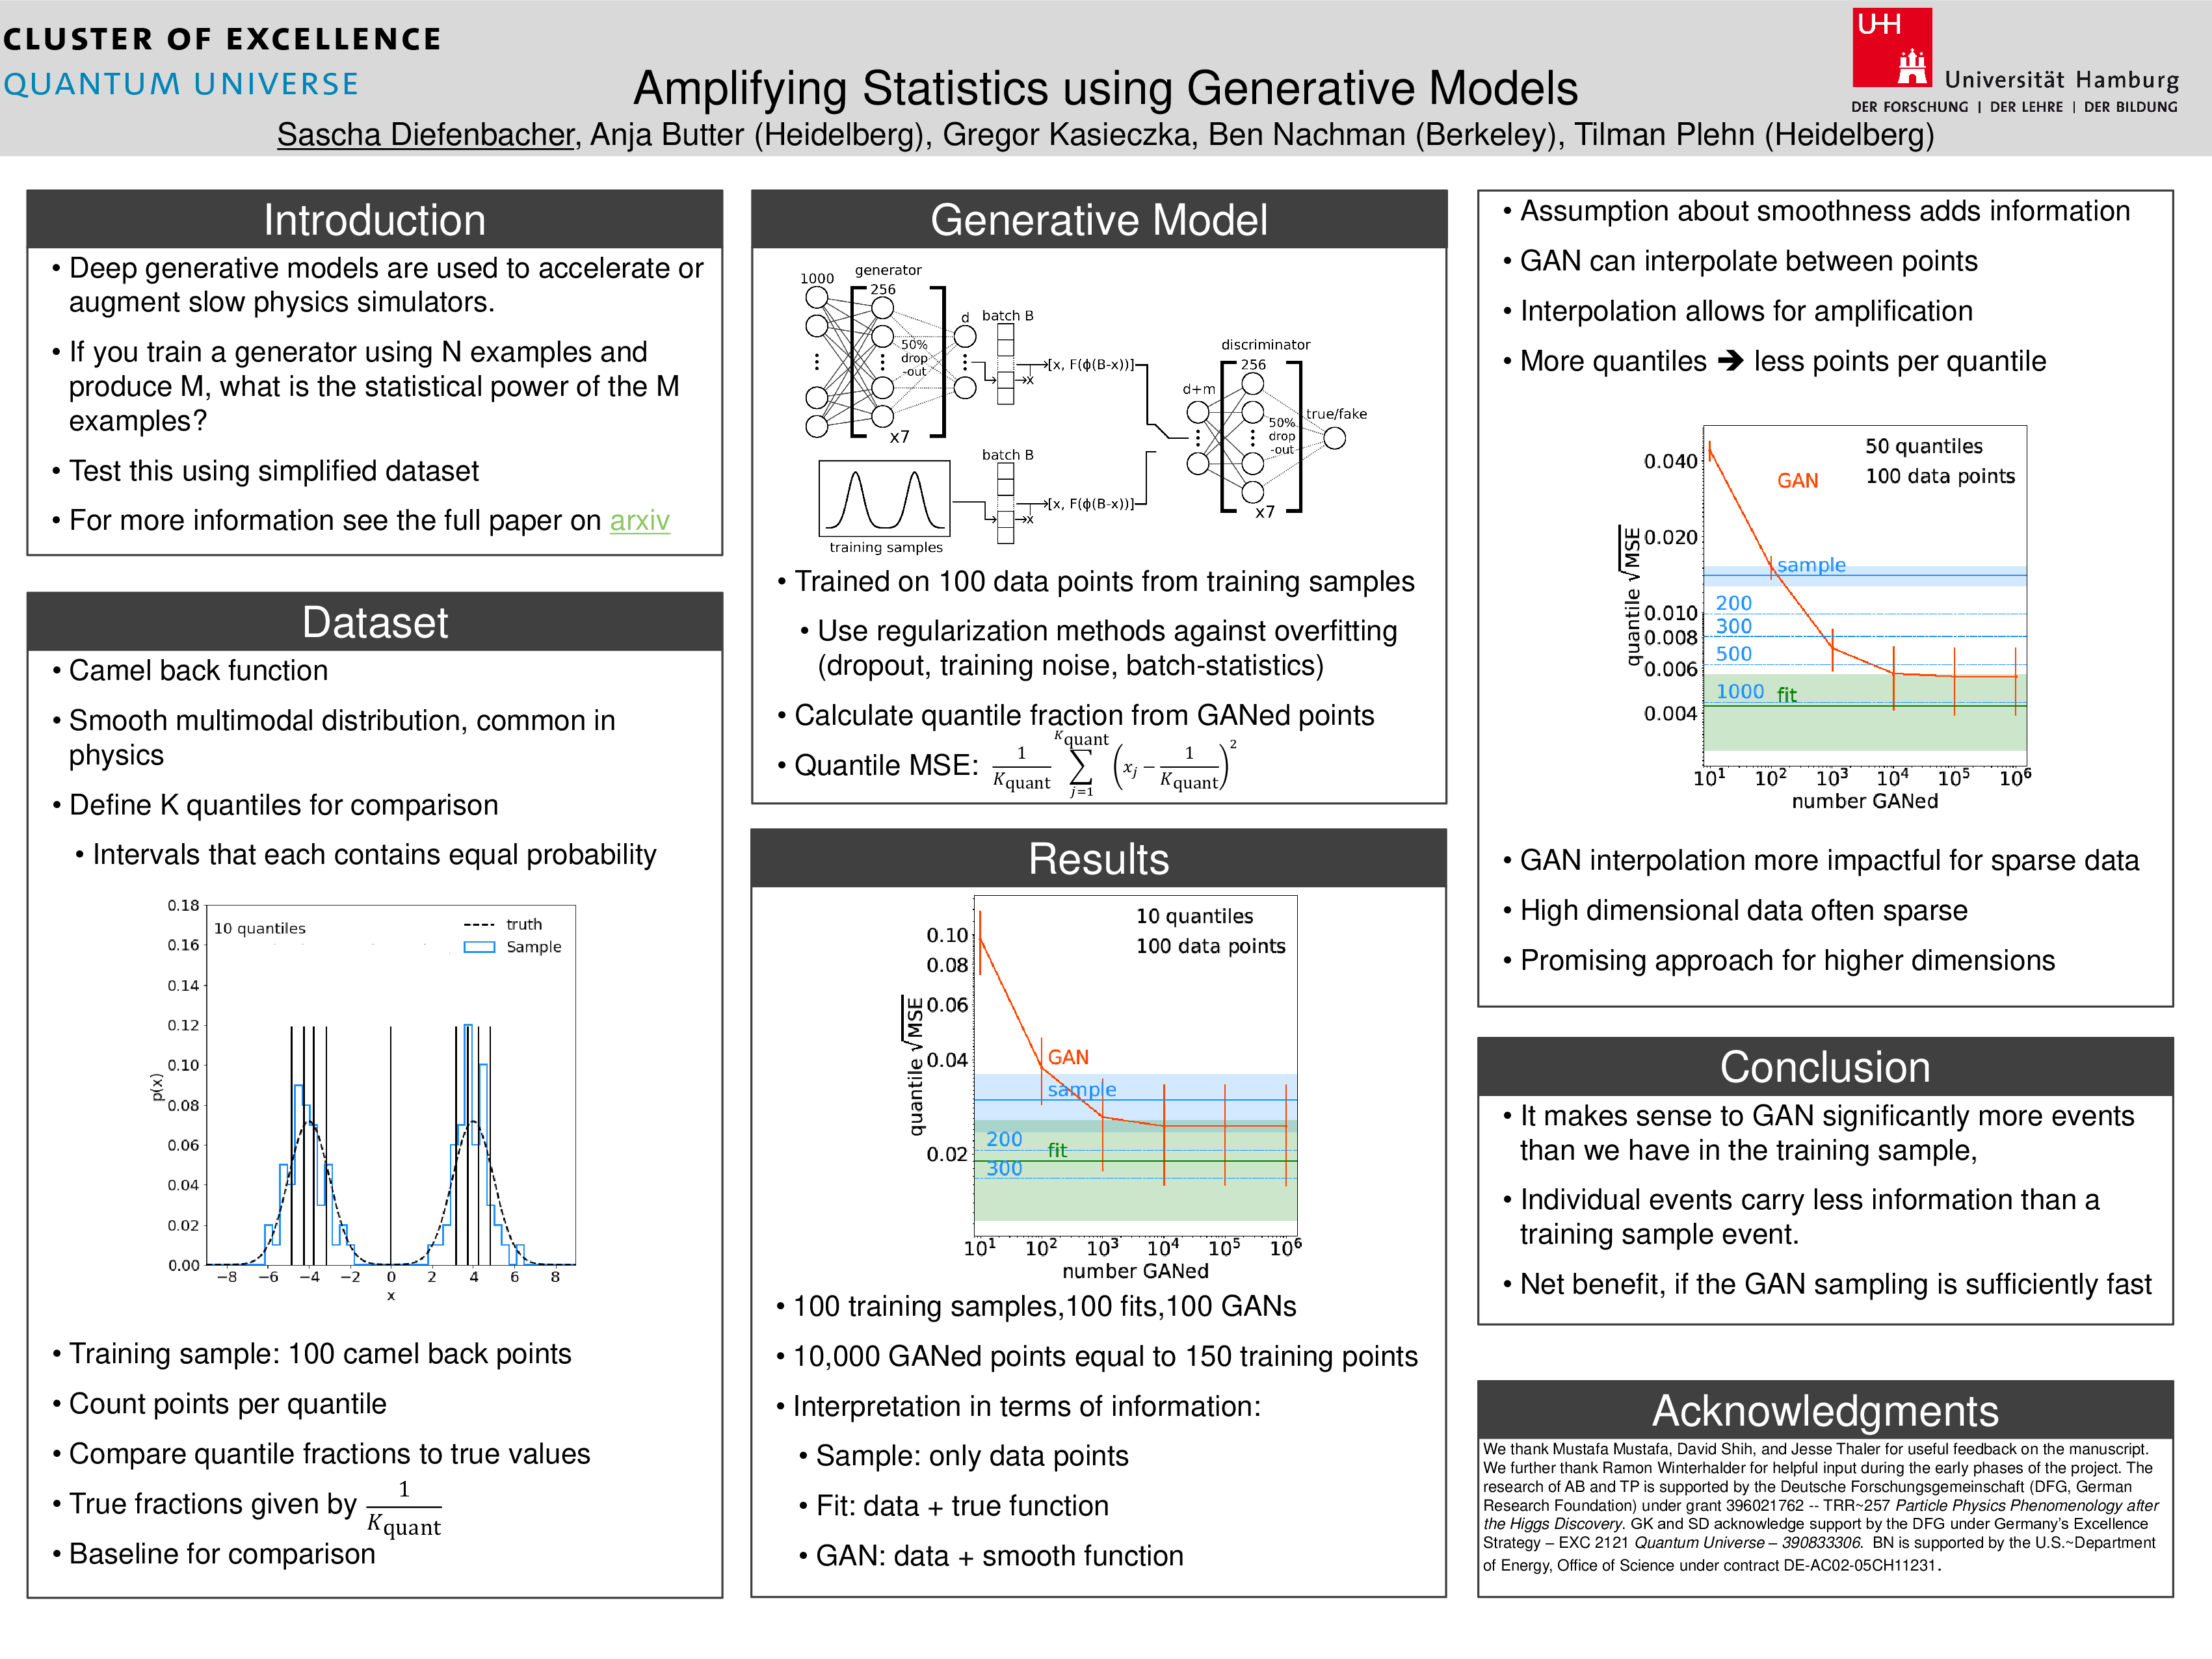 CLUSTER OF EXCELLENCE
QUANTUM UNIVERSE
UHH
Universität Hamburg
DER FORSCHUNG | DER LEHRE | DER BILDUNG
Amplifying Statistics using Generative Models
Sascha Diefenbacher, Anja Butter (Heidelberg), Gregor Kasieczka, Ben Nachman (Berkeley), Tilman Plehn (Heidelberg)
Introduction
• Deep generative models are used to accelerate or
augment slow physics simulators.
• If you train a generator using N examples and
produce M, what is the statistical power of the M
examples?
• Test this using simplified dataset
• For more information see the full paper on arxiv
Dataset
• Camel back function
• Smooth multimodal distribution, common in
physics
• Define K quantiles for comparison
• Intervals that each contains equal probability
10 quantiles
truth
Sample
p(x)
0.18
0.16
0.14
0.12
0.10
0.08
0.06
0.04
0.02
0.00
−8 −6 −4 −2 0 2 4 6 8
x
• Training sample: 100 camel back points
• Count points per quantile
• Compare quantile fractions to true values
• True fractions given by 1/K_quant
• Baseline for comparison
Generative Model
1000
generator
256
50%
drop
-out
x7
d
batch B
x
[x, F(ϕ(B-x))]
training samples
batch B
x
[x, F(ϕ(B-x))]
discriminator
d+m
256
50%
drop
-out
x7
true/fake
• Trained on 100 data points from training samples
• Use regularization methods against overfitting
(dropout, training noise, batch-statistics)
• Calculate quantile fraction from GANed points
• Quantile MSE: 1/K_quant ∑_{j=1}^{K_quant} (x_j − 1/K_quant)^2
Results
10 quantiles
100 data points
quantile √MSE
0.10
0.08
0.06
0.04
0.02
GAN
sample
200
fit
300
10^1 10^2 10^3 10^4 10^5 10^6
number GANed
• 100 training samples,100 fits,100 GANs
• 10,000 GANed points equal to 150 training points
• Interpretation in terms of information:
• Sample: only data points
• Fit: data + true function
• GAN: data + smooth function
• Assumption about smoothness adds information
• GAN can interpolate between points
• Interpolation allows for amplification
• More quantiles ➔ less points per quantile
50 quantiles
100 data points
GAN
quantile √MSE
0.040
0.020
0.010
0.008
0.006
0.004
sample
200
300
500
1000 fit
10^1 10^2 10^3 10^4 10^5 10^6
number GANed
• GAN interpolation more impactful for sparse data
• High dimensional data often sparse
• Promising approach for higher dimensions
Conclusion
• It makes sense to GAN significantly more events
than we have in the training sample,
• Individual events carry less information than a
training sample event.
• Net benefit, if the GAN sampling is sufficiently fast
Acknowledgments
We thank Mustafa Mustafa, David Shih, and Jesse Thaler for useful feedback on the manuscript.
We further thank Ramon Winterhalder for helpful input during the early phases of the project. The
research of AB and TP is supported by the Deutsche Forschungsgemeinschaft (DFG, German
Research Foundation) under grant 396021762 -- TRR~257 Particle Physics Phenomenology after
the Higgs Discovery. GK and SD acknowledge support by the DFG under Germany’s Excellence
Strategy – EXC 2121 Quantum Universe – 390833306. BN is supported by the U.S.~Department
of Energy, Office of Science under contract DE-AC02-05CH11231.